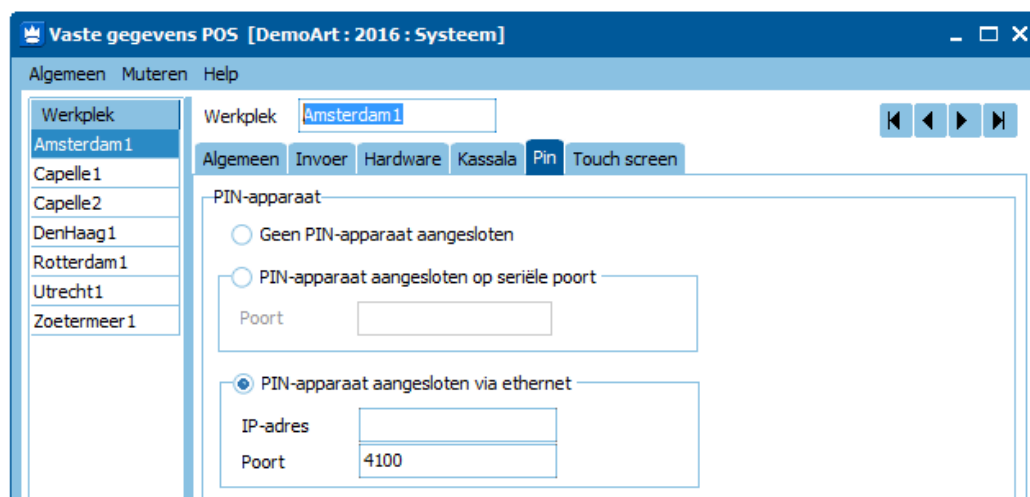 Vaste gegevens POS [DemoArt : 2016 : Systeem]
Algemeen Muteren Help
Werkplek
Amsterdam1
Capelle1
Capelle2
DenHaag1
Rotterdam1
Utrecht1
Zoetermeer1
Werkplek Amsterdam1
Algemeen Invoer Hardware Kassala Pin Touch screen
PIN-apparaat
Geen PIN-apparaat aangesloten
PIN-apparaat aangesloten op seriële poort
Poort
PIN-apparaat aangesloten via ethernet
IP-adres
Poort 4100